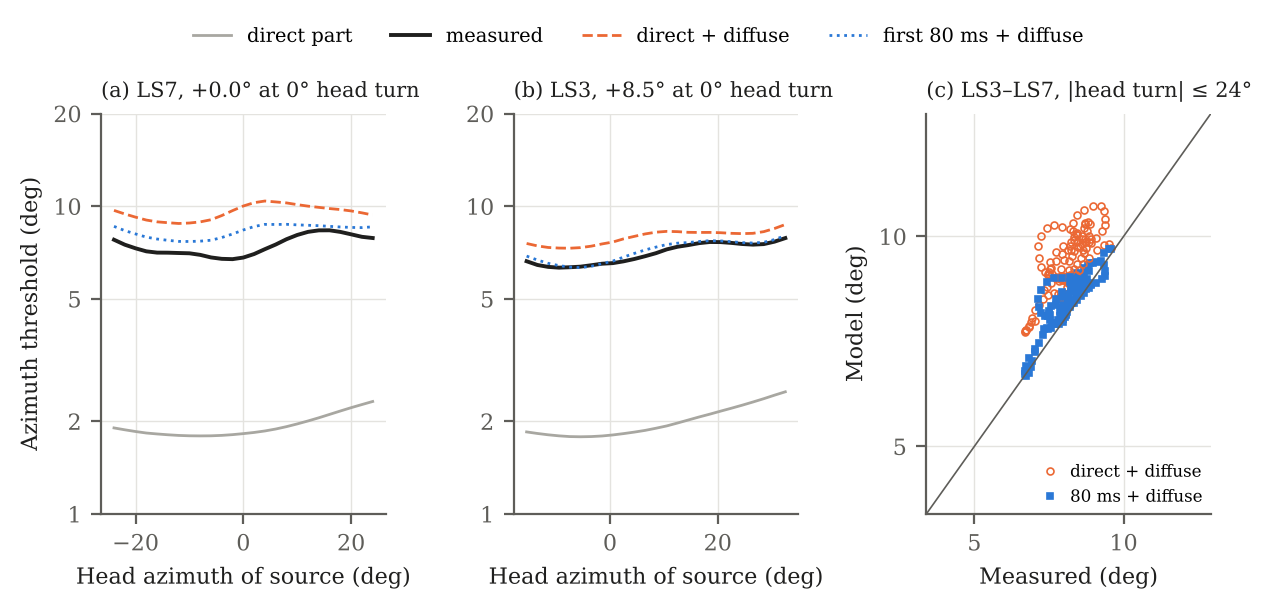 direct part measured direct + diffuse first 80 ms + diffuse
(a) LS7, +0.0° at 0° head turn
(b) LS3, +8.5° at 0° head turn
(c) LS3–LS7, |head turn| ≤ 24°
Azimuth threshold (deg)
20
10
5
2
1
−20 0 20
Head azimuth of source (deg)
20
10
5
2
1
0 20
Head azimuth of source (deg)
Model (deg)
10
5
direct + diffuse
80 ms + diffuse
5 10
Measured (deg)